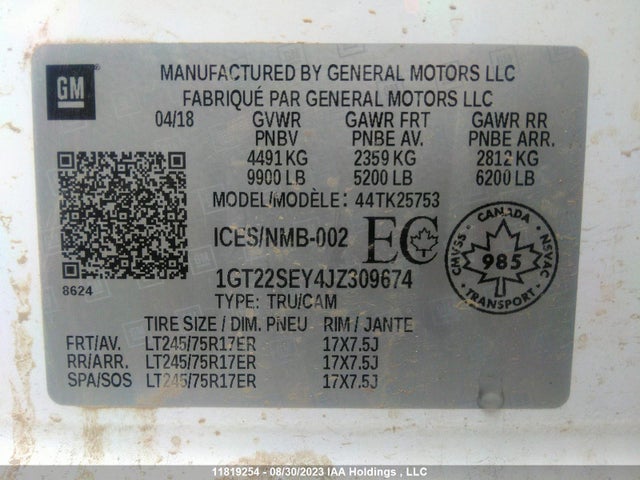 GM
MANUFACTURED BY GENERAL MOTORS LLC
FABRIQUÉ PAR GENERAL MOTORS LLC
04/18 GVWR GAWR FRT GAWR RR
PNBV PNBE AV. PNBE ARR.
4491 KG 2359 KG 2812 KG
9900 LB 5200 LB 6200 LB
MODEL/MODÈLE: 44TK25753
ICES/NMB-002 EC
CANADA
CMVSS 985 NSVAC
TRANSPORT
8624
1GT22SEY4JZ309674
TYPE: TRU/CAM
TIRE SIZE / DIM. PNEU RIM / JANTE
FRT/AV. LT245/75R17ER 17X7.5J
RR/ARR. LT245/75R17ER 17X7.5J
SPA/SOS LT245/75R17ER 17X7.5J
11819254 - 08/30/2023 IAA Holdings , LLC